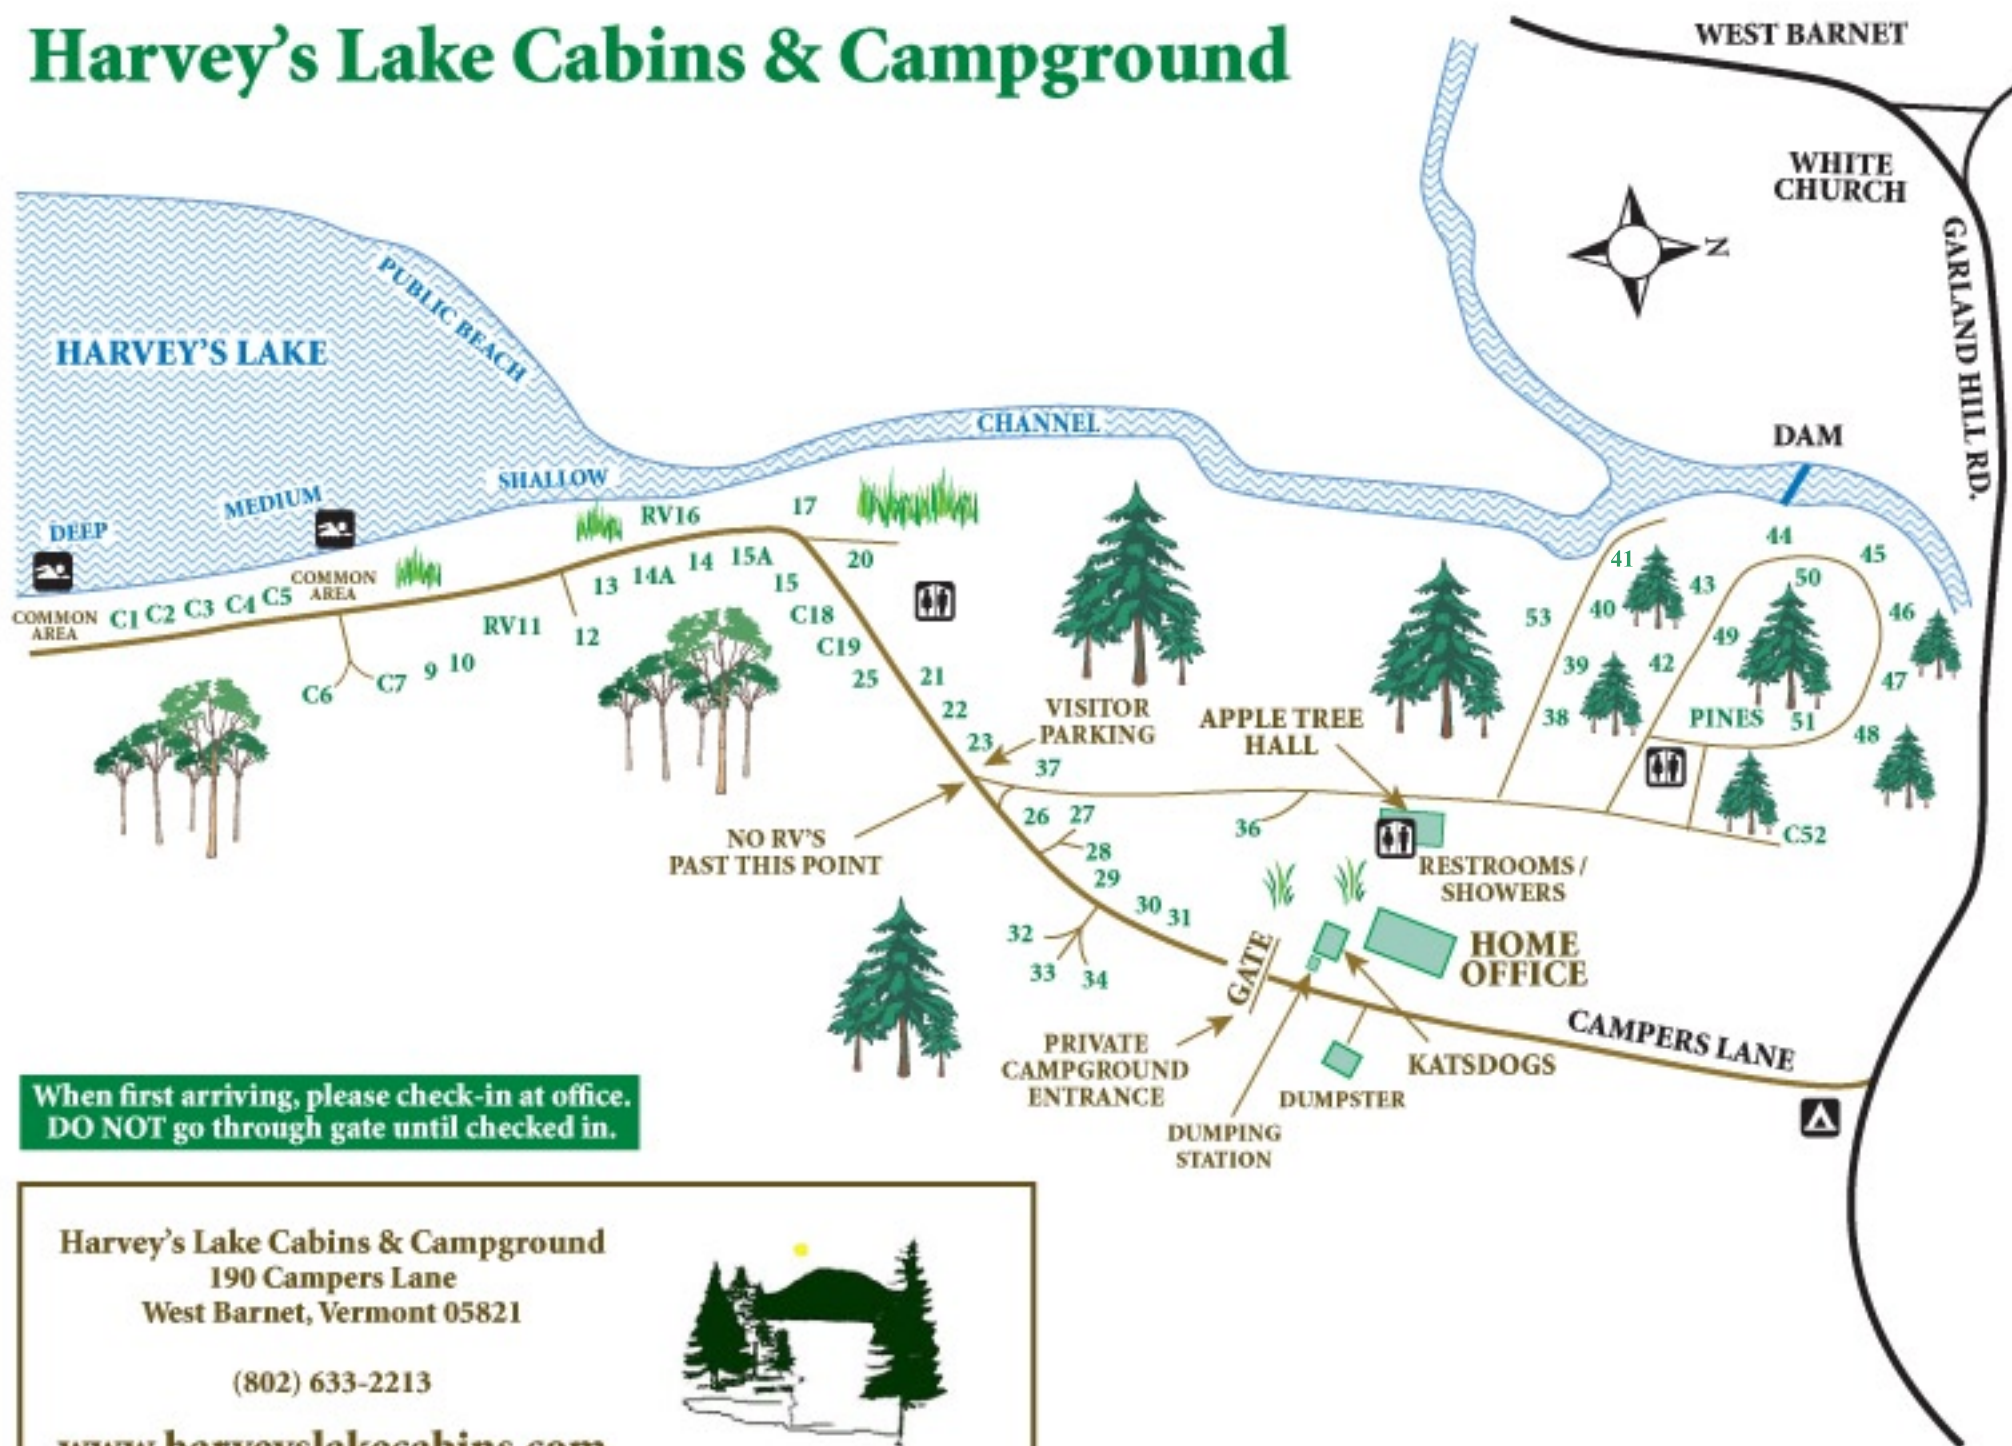 Harvey's Lake Cabins & Campground
WEST BARNET
WHITE
CHURCH
N
GARLAND HILL RD.
PUBLIC BEACH
HARVEY'S LAKE
CHANNEL
DAM
SHALLOW
MEDIUM
DEEP
RV16
17
20
COMMON
AREA
COMMON
AREA
C1
C2
C3
C4
C5
C6
C7
9
10
RV11
12
13
14A
14
15A
15
C18
C19
25
21
22
23
VISITOR
PARKING
37
APPLE TREE
HALL
53
41
40
39
38
43
42
44
45
50
49
46
47
PINES
51
48
C52
NO RV'S
PAST THIS POINT
26
27
28
29
30
31
32
33
34
36
RESTROOMS /
SHOWERS
HOME
OFFICE
GATE
CAMPERS LANE
PRIVATE
CAMPGROUND
ENTRANCE
KATSDOGS
DUMPSTER
DUMPING
STATION
When first arriving, please check-in at office.
DO NOT go through gate until checked in.
Harvey's Lake Cabins & Campground
190 Campers Lane
West Barnet, Vermont 05821
(802) 633-2213
www.harveyslakecabins.com